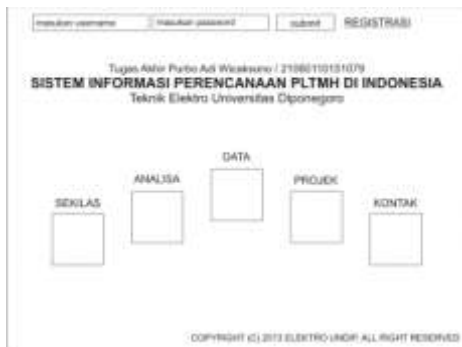 masukan username masukan password submit REGISTRASI
Tugas Akhir Purbo Adi Wicaksono / 21060110131079
SISTEM INFORMASI PERENCANAAN PLTMH DI INDONESIA
Teknik Elektro Universitas Diponegoro
DATA
ANALISA PROJEK
SEKILAS KONTAK
COPYRIGHT (C) 2013 ELEKTRO UNDIP. ALL RIGHT RESERVED